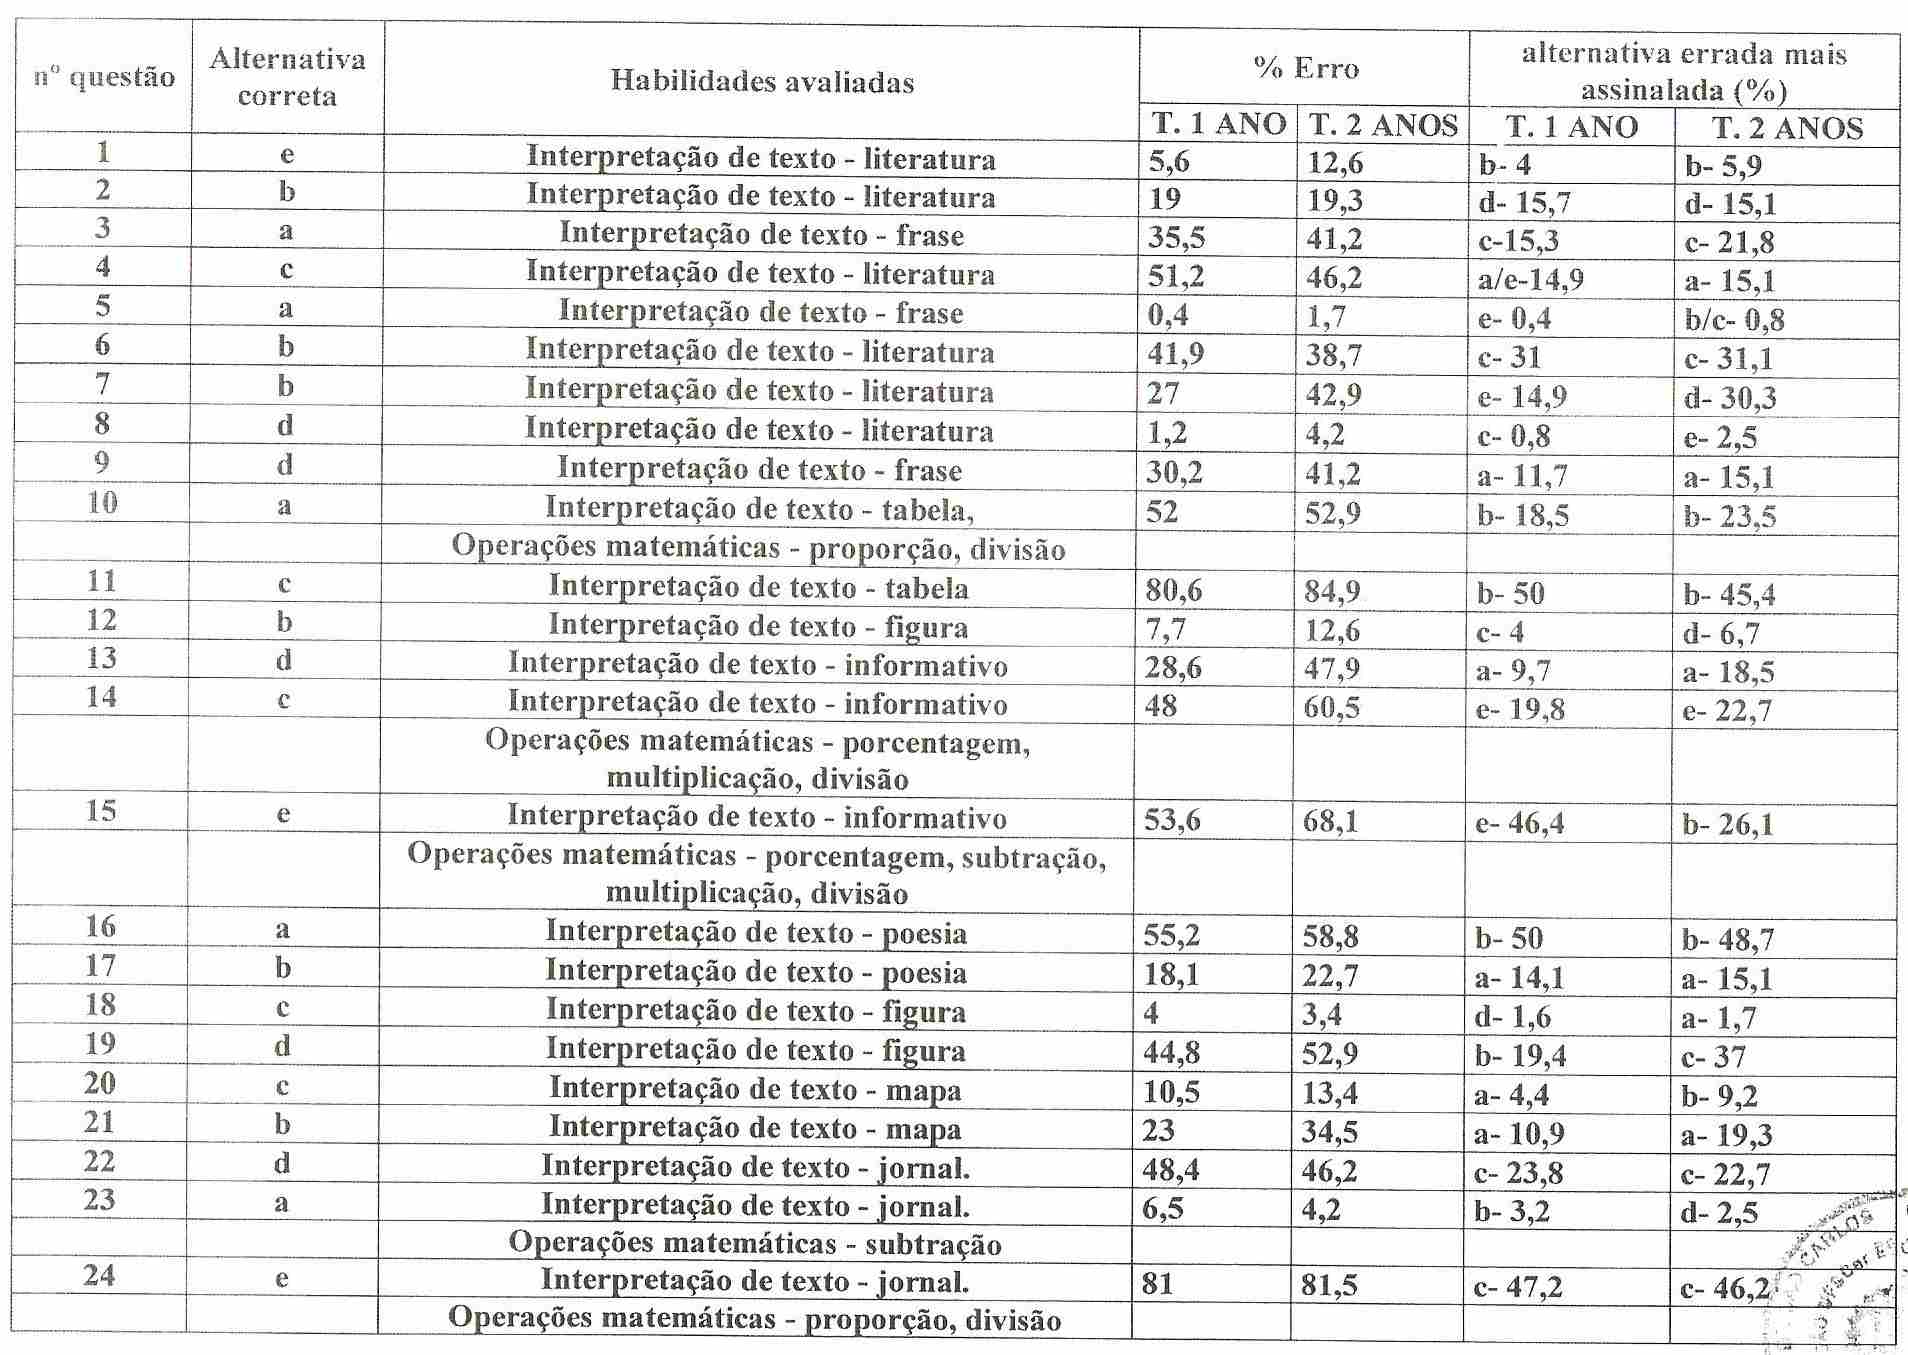 nº questão | Alternativa correta | Habilidades avaliadas | % Erro | alternativa errada mais assinalada (%)
T. 1 ANO | T. 2 ANOS | T. 1 ANO | T. 2 ANOS
1 | e | Interpretação de texto - literatura | 5,6 | 12,6 | b- 4 | b- 5,9
2 | b | Interpretação de texto - literatura | 19 | 19,3 | d- 15,7 | d- 15,1
3 | a | Interpretação de texto - frase | 35,5 | 41,2 | c-15,3 | c- 21,8
4 | c | Interpretação de texto - literatura | 51,2 | 46,2 | a/e-14,9 | a- 15,1
5 | a | Interpretação de texto - frase | 0,4 | 1,7 | e- 0,4 | b/c- 0,8
6 | b | Interpretação de texto - literatura | 41,9 | 38,7 | c- 31 | c- 31,1
7 | b | Interpretação de texto - literatura | 27 | 42,9 | e- 14,9 | d- 30,3
8 | d | Interpretação de texto - literatura | 1,2 | 4,2 | c- 0,8 | e- 2,5
9 | d | Interpretação de texto - frase | 30,2 | 41,2 | a- 11,7 | a- 15,1
10 | a | Interpretação de texto - tabela, | 52 | 52,9 | b- 18,5 | b- 23,5
Operações matemáticas - proporção, divisão
11 | c | Interpretação de texto - tabela | 80,6 | 84,9 | b- 50 | b- 45,4
12 | b | Interpretação de texto - figura | 7,7 | 12,6 | c- 4 | d- 6,7
13 | d | Interpretação de texto - informativo | 28,6 | 47,9 | a- 9,7 | a- 18,5
14 | c | Interpretação de texto - informativo | 48 | 60,5 | e- 19,8 | e- 22,7
Operações matemáticas - porcentagem,
multiplicação, divisão
15 | e | Interpretação de texto - informativo | 53,6 | 68,1 | e- 46,4 | b- 26,1
Operações matemáticas - porcentagem, subtração,
multiplicação, divisão
16 | a | Interpretação de texto - poesia | 55,2 | 58,8 | b- 50 | b- 48,7
17 | b | Interpretação de texto - poesia | 18,1 | 22,7 | a- 14,1 | a- 15,1
18 | c | Interpretação de texto - figura | 4 | 3,4 | d- 1,6 | a- 1,7
19 | d | Interpretação de texto - figura | 44,8 | 52,9 | b- 19,4 | c- 37
20 | c | Interpretação de texto - mapa | 10,5 | 13,4 | a- 4,4 | b- 9,2
21 | b | Interpretação de texto - mapa | 23 | 34,5 | a- 10,9 | a- 19,3
22 | d | Interpretação de texto - jornal. | 48,4 | 46,2 | c- 23,8 | c- 22,7
23 | a | Interpretação de texto - jornal. | 6,5 | 4,2 | b- 3,2 | d- 2,5
Operações matemáticas - subtração
24 | e | Interpretação de texto - jornal. | 81 | 81,5 | c- 47,2 | c- 46,2
Operações matemáticas - proporção, divisão
CARLOS